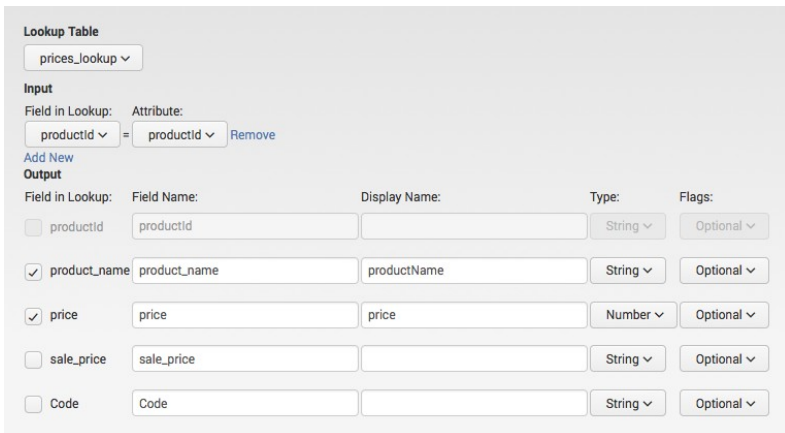 Lookup Table
prices_lookup
Input
Field in Lookup: Attribute:
productId = productId Remove
Add New
Output
Field in Lookup: Field Name: Display Name: Type: Flags:
productId productId String Optional
product_name product_name productName String Optional
price price price Number Optional
sale_price sale_price String Optional
Code Code String Optional